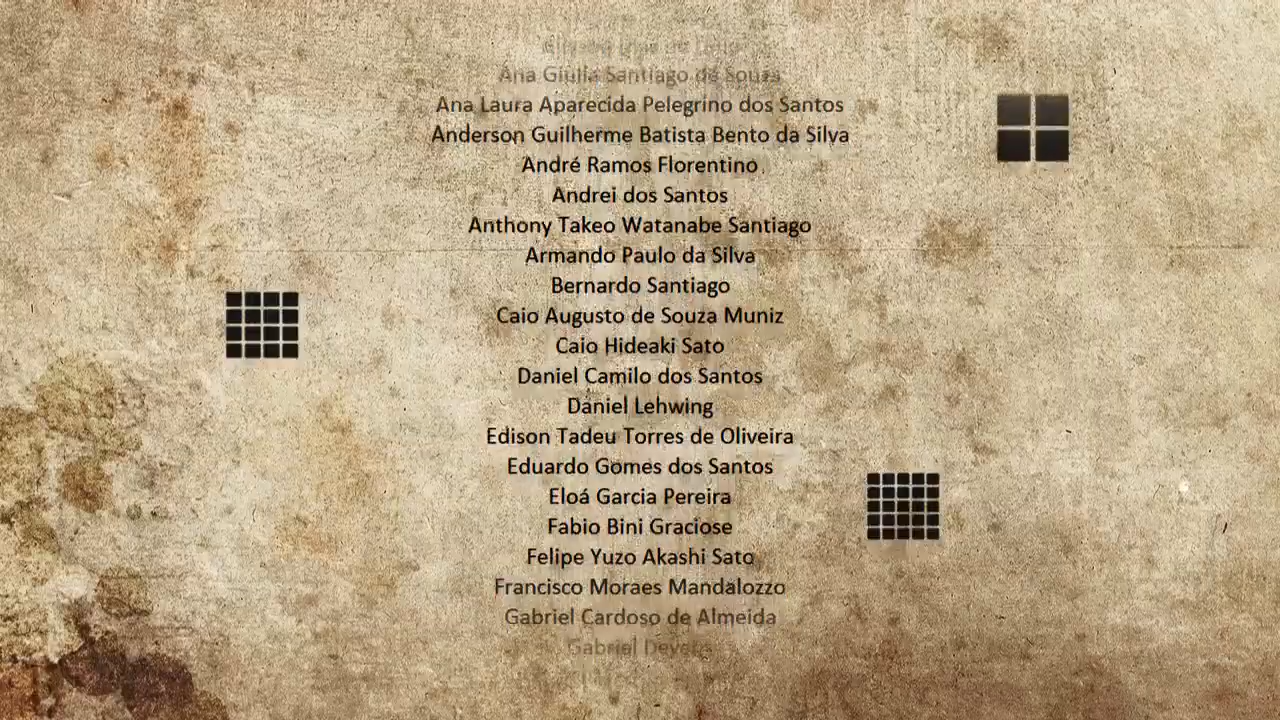 Ana Giulia Santiago de Souza
Ana Laura Aparecida Pelegrino dos Santos
Anderson Guilherme Batista Bento da Silva
André Ramos Florentino
Andrei dos Santos
Anthony Takeo Watanabe Santiago
Armando Paulo da Silva
Bernardo Santiago
Caio Augusto de Souza Muniz
Caio Hideaki Sato
Daniel Camilo dos Santos
Daniel Lehwing
Edison Tadeu Torres de Oliveira
Eduardo Gomes dos Santos
Eloá Garcia Pereira
Fabio Bini Graciose
Felipe Yuzo Akashi Sato
Francisco Moraes Mandalozzo
Gabriel Cardoso de Almeida
Gabriel